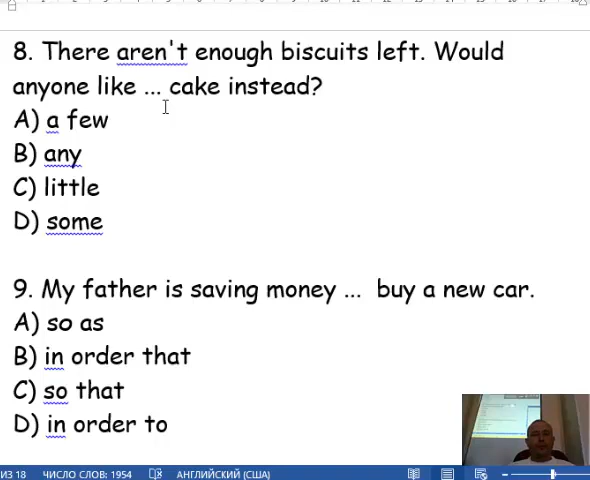 8. There aren't enough biscuits left. Would
anyone like ... cake instead?
A) a few
B) any
C) little
D) some
9. My father is saving money ... buy a new car.
A) so as
B) in order that
C) so that
D) in order to
ИЗ 18 ЧИСЛО СЛОВ: 1954 АНГЛИЙСКИЙ (США)